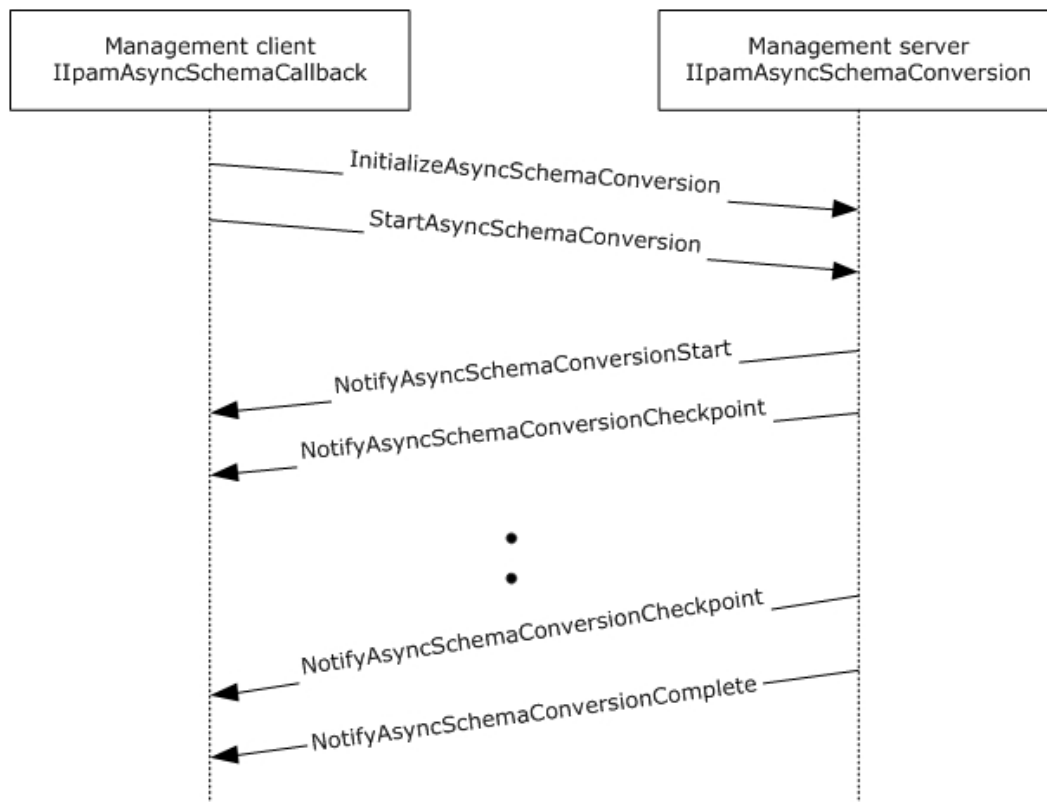 Management client
IIpamAsyncSchemaCallback
Management server
IIpamAsyncSchemaConversion
InitializeAsyncSchemaConversion
StartAsyncSchemaConversion
NotifyAsyncSchemaConversionStart
NotifyAsyncSchemaConversionCheckpoint
NotifyAsyncSchemaConversionCheckpoint
NotifyAsyncSchemaConversionComplete